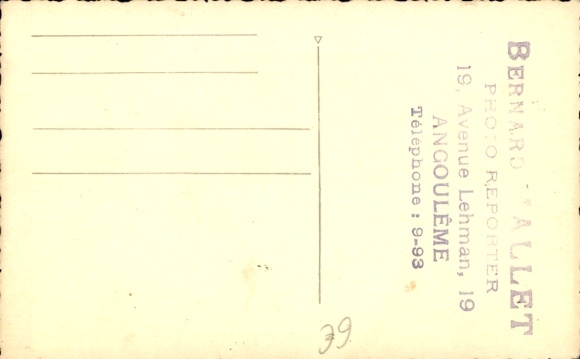 BERNARD
PHOTO REPORTER
19, Avenue Lehman, 19
ANGOULÊME
Téléphone : 9-93
39